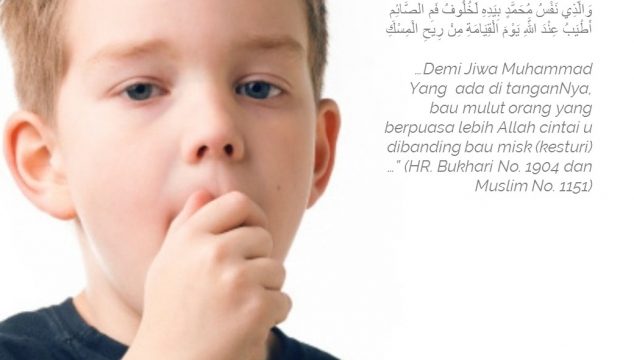 وَالَّذِي نَفْسُ مُحَمَّدٍ بِيَدِهِ لَخُلُوفُ فَمِ الصَّائِمِ
أَطْيَبُ عِنْدَ اللَّهِ يَوْمَ الْقِيَامَةِ مِنْ رِيحِ الْمِسْكِ
…Demi Jiwa Muhammad
Yang ada di tanganNya,
bau mulut orang yang
berpuasa lebih Allah cintai u
dibanding bau misk (kesturi)
…" (HR. Bukhari No. 1904 dan
Muslim No. 1151)